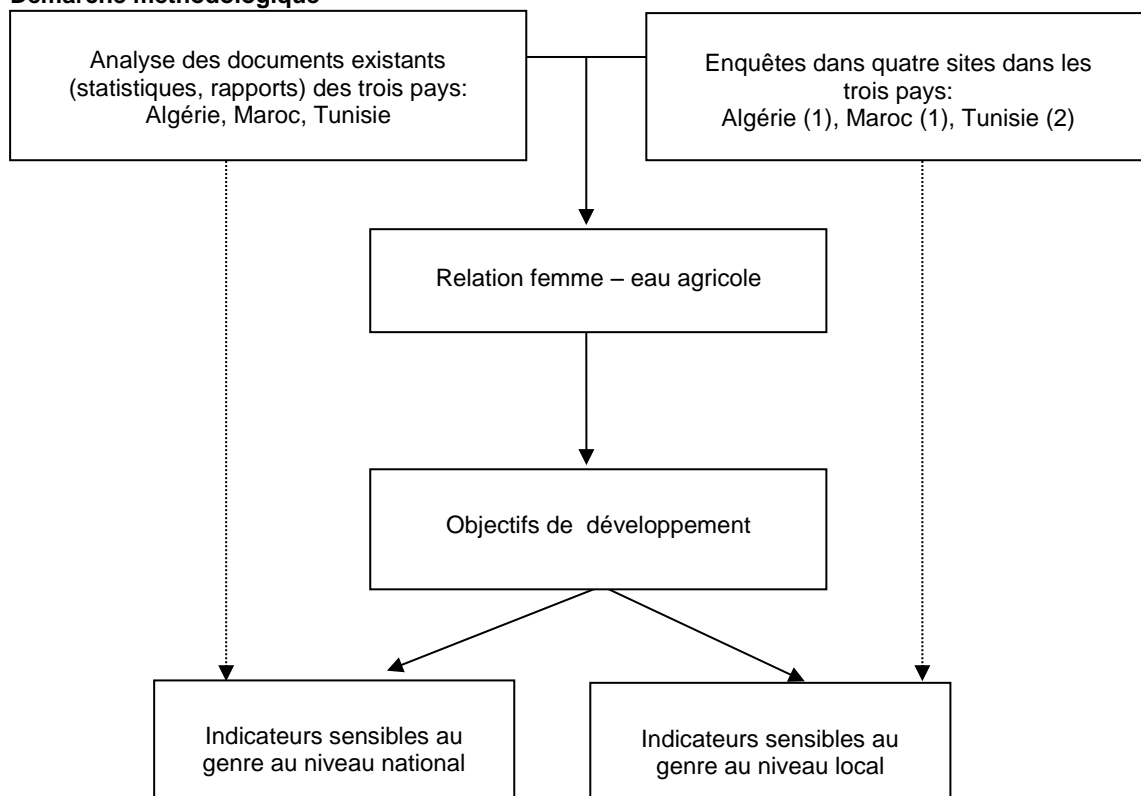 Démarche méthodologique
Analyse des documents existants
(statistiques, rapports) des trois pays:
Algérie, Maroc, Tunisie
Enquêtes dans quatre sites dans les
trois pays:
Algérie (1), Maroc (1), Tunisie (2)
Relation femme – eau agricole
Objectifs de développement
Indicateurs sensibles au
genre au niveau national
Indicateurs sensibles au
genre au niveau local